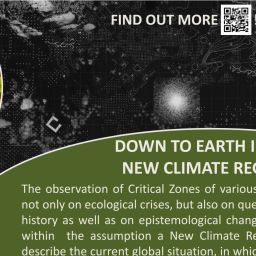 FIND OUT MORE
DOWN TO EARTH I
NEW CLIMATE REG
The observation of Critical Zones of various
not only on ecological crises, but also on que
history as well as on epistemological chang
within the assumption a New Climate Re
describe the current global situation, in whic